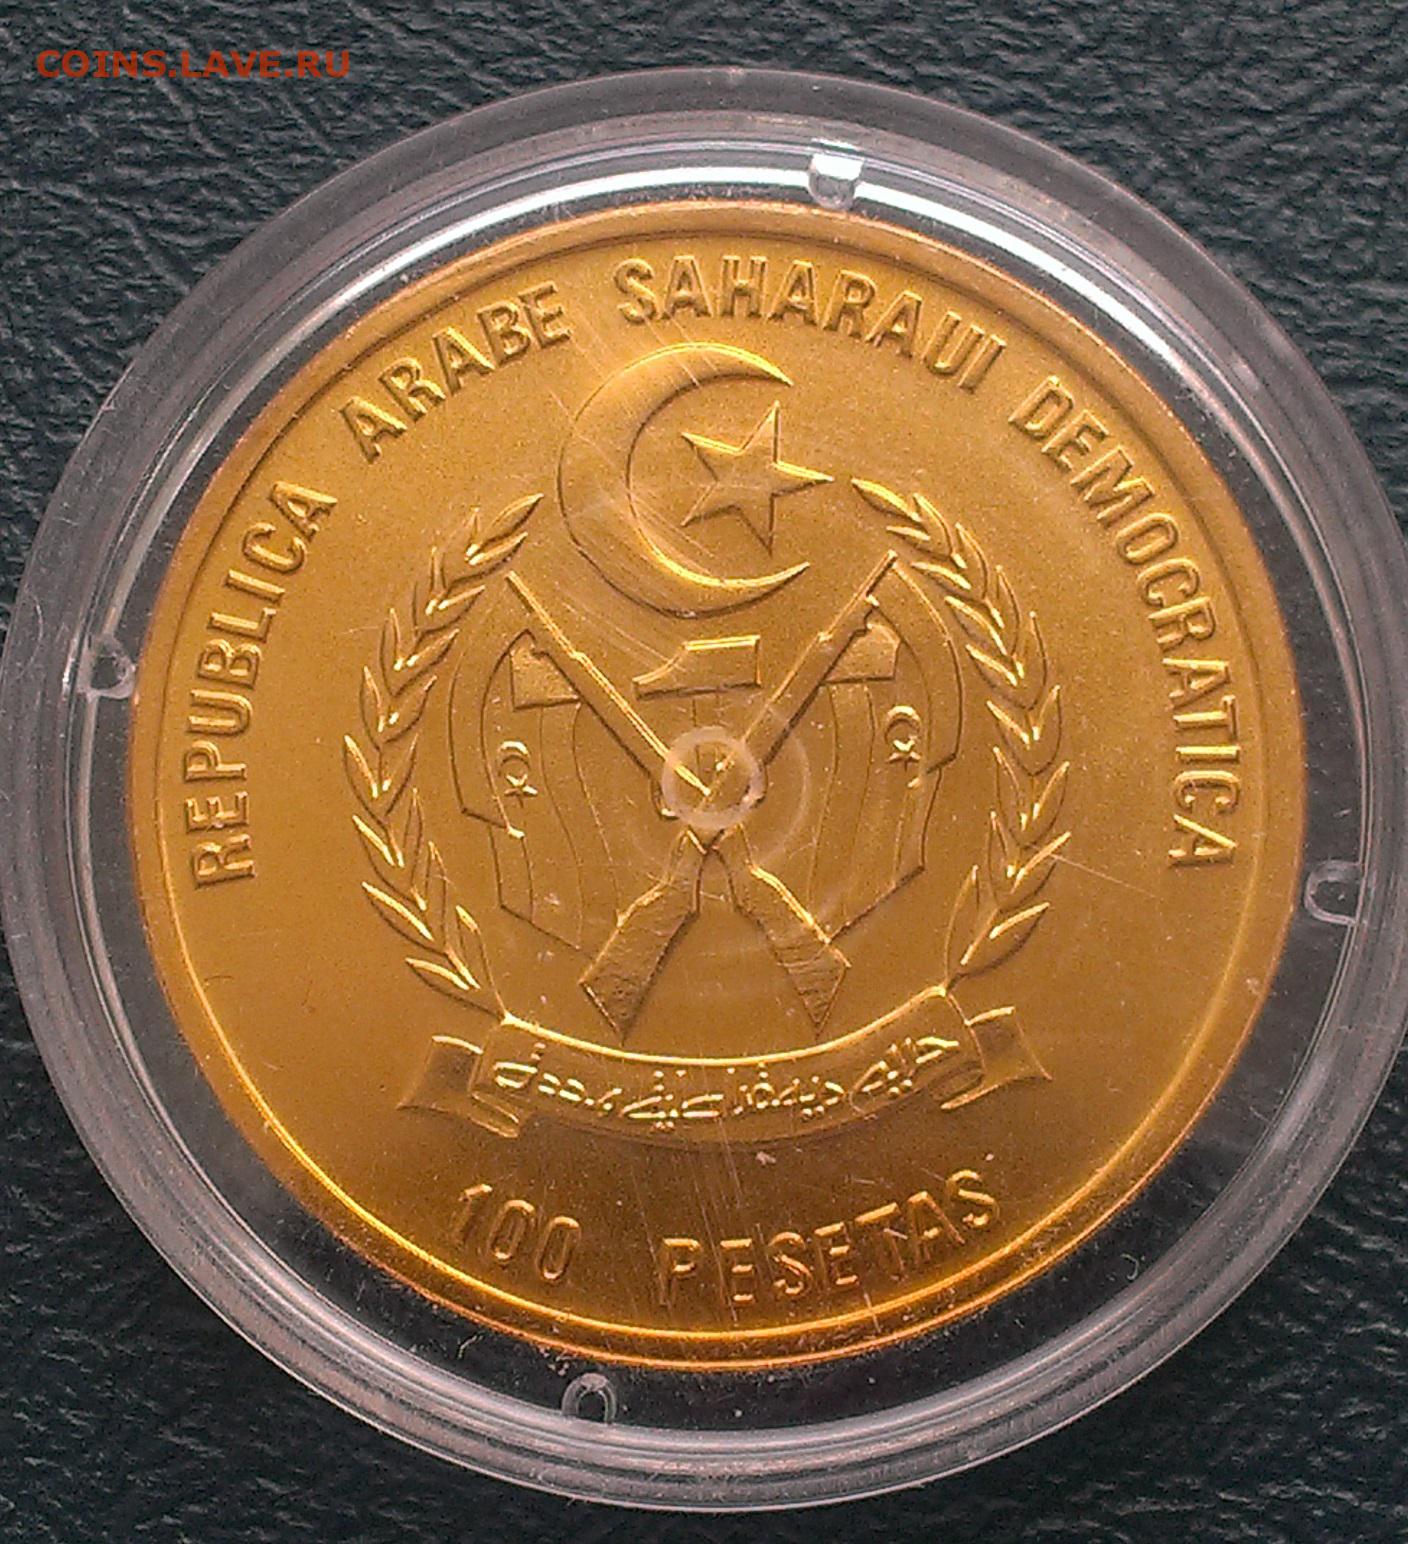 COINS.LAVE.RU
REPUBLICA ARABE SAHARAUI DEMOCRATICA
100 PESETAS